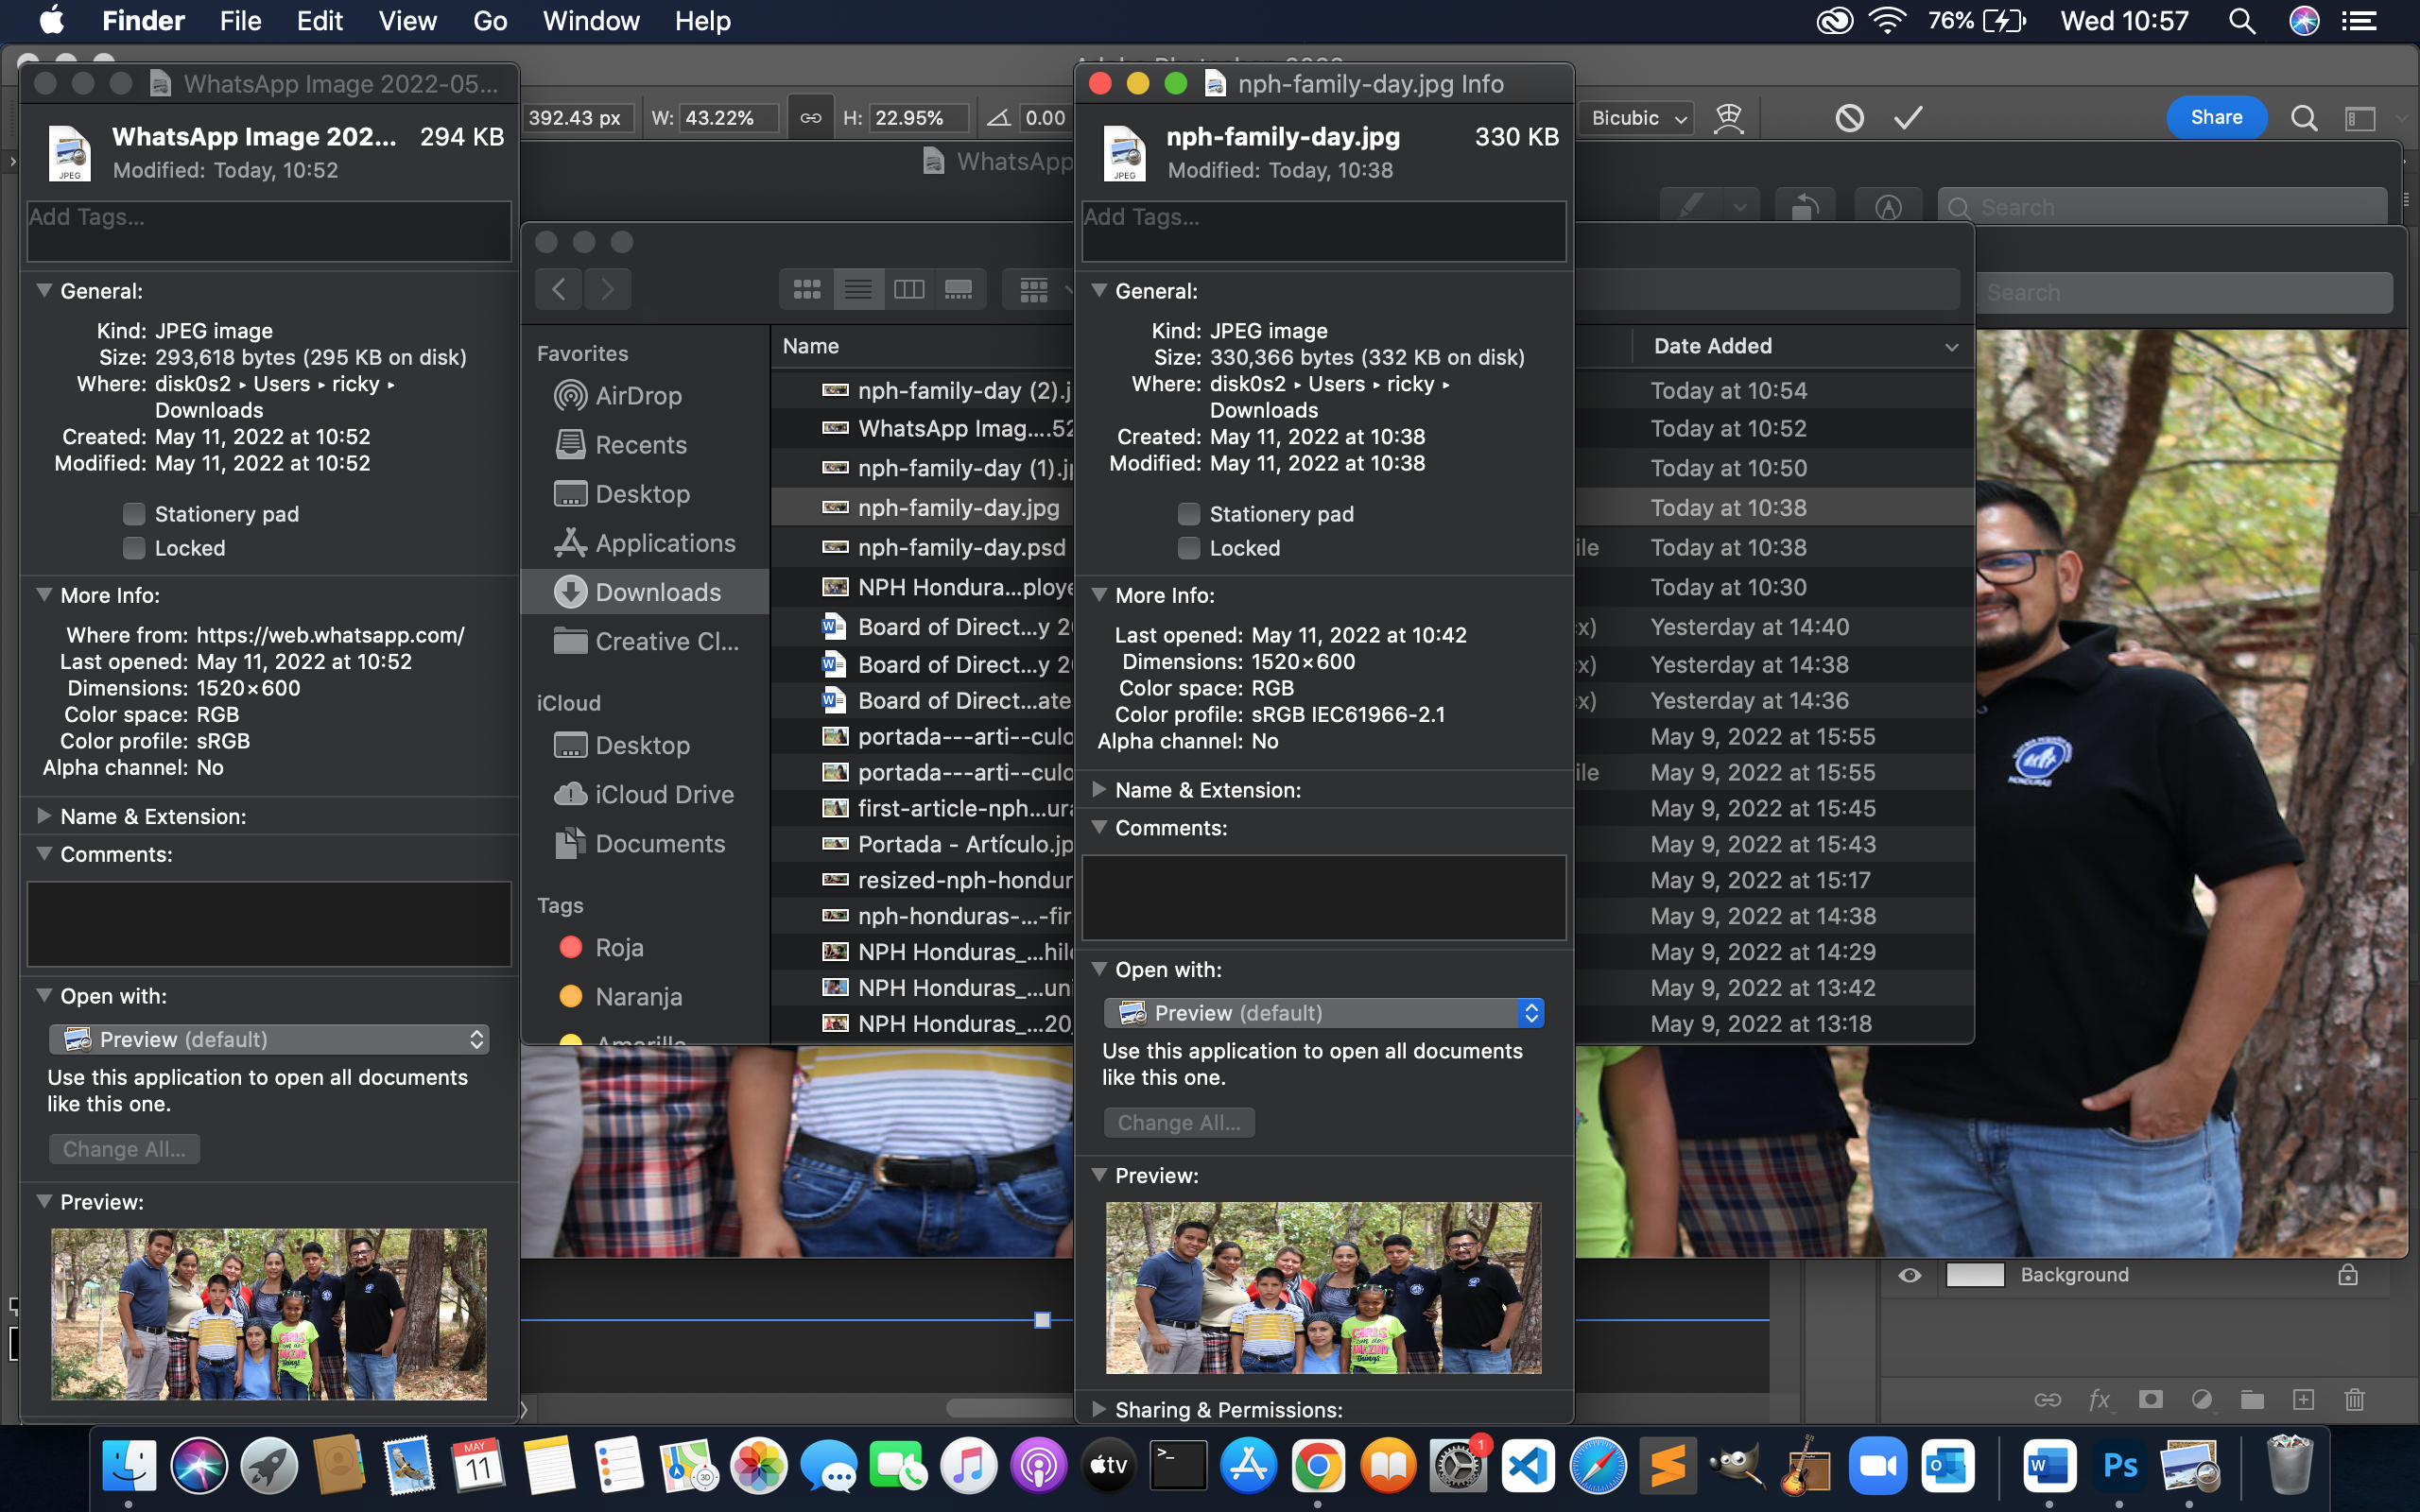 Finder File Edit View Go Window Help 76% Wed 10:57
WhatsApp Image 2022-05...
WhatsApp Image 202... 294 KB
Modified: Today, 10:52
Add Tags...
General:
Kind: JPEG image
Size: 293,618 bytes (295 KB on disk)
Where: disk0s2 ▸ Users ▸ ricky ▸
Downloads
Created: May 11, 2022 at 10:52
Modified: May 11, 2022 at 10:52
Stationery pad
Locked
More Info:
Where from: https://web.whatsapp.com/
Last opened: May 11, 2022 at 10:52
Dimensions: 1520×600
Color space: RGB
Color profile: sRGB
Alpha channel: No
Name & Extension:
Comments:
Open with:
Preview (default)
Use this application to open all documents
like this one.
Change All...
Preview:
392.43 px W: 43.22% H: 22.95% 0.00
Bicubic Share
WhatsApp
Search
Search
Favorites
AirDrop
Recents
Desktop
Applications
Downloads
Creative Cl...
iCloud
Desktop
iCloud Drive
Documents
Tags
Roja
Naranja
Amarilla
Name Date Added
nph-family-day (2).j Today at 10:54
WhatsApp Imag....52 Today at 10:52
nph-family-day (1).j Today at 10:50
nph-family-day.jpg Today at 10:38
nph-family-day.psd ile Today at 10:38
NPH Hondura...ploye Today at 10:30
Board of Direct...y 20 x) Yesterday at 14:40
Board of Direct...y 20 x) Yesterday at 14:38
Board of Direct...ate x) Yesterday at 14:36
portada---arti--culo May 9, 2022 at 15:55
portada---arti--culo ile May 9, 2022 at 15:55
first-article-nph...ura May 9, 2022 at 15:45
Portada - Artículo.jp May 9, 2022 at 15:43
resized-nph-hondur May 9, 2022 at 15:17
nph-honduras-...-fir May 9, 2022 at 14:38
NPH Honduras_...hil May 9, 2022 at 14:29
NPH Honduras_...uni May 9, 2022 at 13:42
NPH Honduras_...20_ May 9, 2022 at 13:18
nph-family-day.jpg Info
nph-family-day.jpg 330 KB
Modified: Today, 10:38
Add Tags...
General:
Kind: JPEG image
Size: 330,366 bytes (332 KB on disk)
Where: disk0s2 ▸ Users ▸ ricky ▸
Downloads
Created: May 11, 2022 at 10:38
Modified: May 11, 2022 at 10:38
Stationery pad
Locked
More Info:
Last opened: May 11, 2022 at 10:42
Dimensions: 1520×600
Color space: RGB
Color profile: sRGB IEC61966-2.1
Alpha channel: No
Name & Extension:
Comments:
Open with:
Preview (default)
Use this application to open all documents
like this one.
Change All...
Preview:
Sharing & Permissions:
HONDURAS
GIRLS
can do
AMAZING
things
Background
fx
MAY
11
3D
tv
1
W
Ps